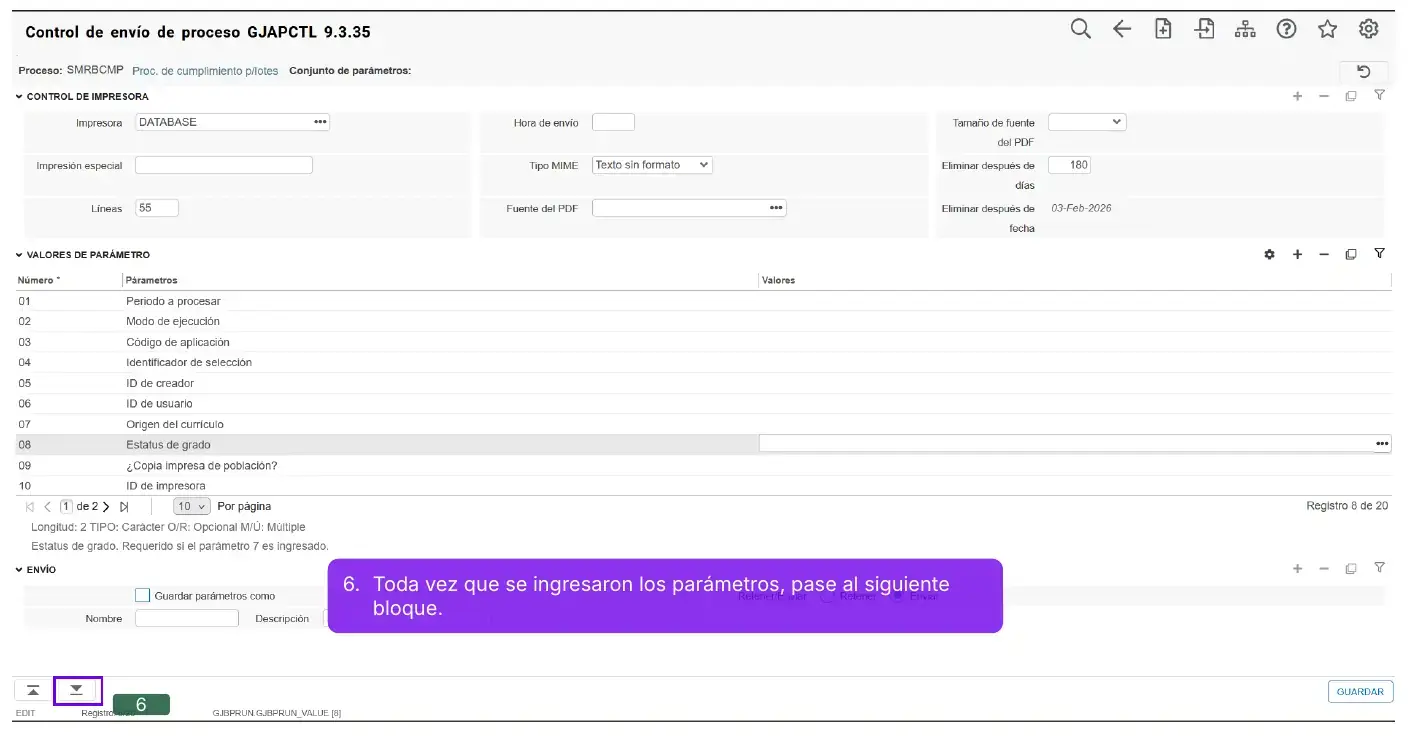 Control de envío de proceso GJAPCTL 9.3.35
Proceso: SMRBCMP Proc. de cumplimiento p/lotes Conjunto de parámetros:
CONTROL DE IMPRESORA
Impresora DATABASE Hora de envío Tamaño de fuente del PDF
Impresión especial Tipo MIME Texto sin formato Eliminar después de días 180
Líneas 55 Fuente del PDF Eliminar después de fecha 03-Feb-2026
VALORES DE PARÁMETRO
Número * Párametros Valores
01 Periodo a procesar
02 Modo de ejecución
03 Código de aplicación
04 Identificador de selección
05 ID de creador
06 ID de usuario
07 Origen del currículo
08 Estatus de grado
09 ¿Copia impresa de población?
10 ID de impresora
1 de 2 10 Por página Registro 8 de 20
Longitud: 2 TIPO: Carácter O/R: Opcional M/Ú: Múltiple
Estatus de grado. Requerido si el parámetro 7 es ingresado.
ENVÍO
6. Toda vez que se ingresaron los parámetros, pase al siguiente
bloque.
Guardar parámetros como Retener/Enviar Retener Enviar
Nombre Descripción
6
GUARDAR
EDIT Registro: GJBPRUN.GJBPRUN_VALUE [8]